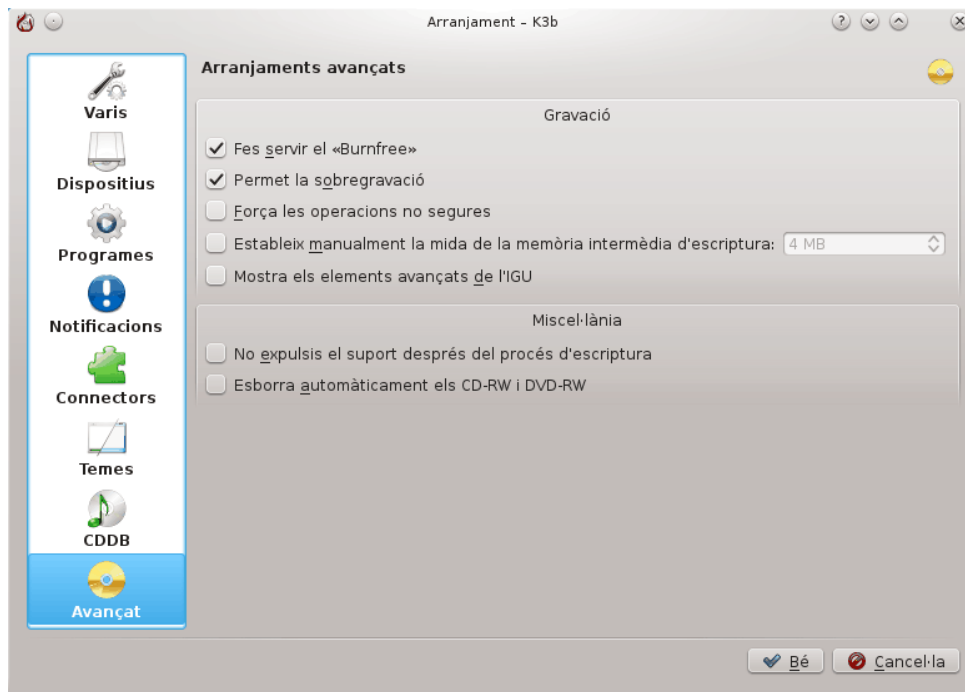 Arranjament – K3b
Varis
Dispositius
Programes
Notificacions
Connectors
Temes
CDDB
Avançat
Arranjaments avançats
Gravació
Fes servir el «Burnfree»
Permet la sobregravació
Força les operacions no segures
Estableix manualment la mida de la memòria intermèdia d'escriptura: 4 MB
Mostra els elements avançats de l'IGU
Miscel·lània
No expulsis el suport després del procés d'escriptura
Esborra automàticament els CD-RW i DVD-RW
Bé
Cancel·la